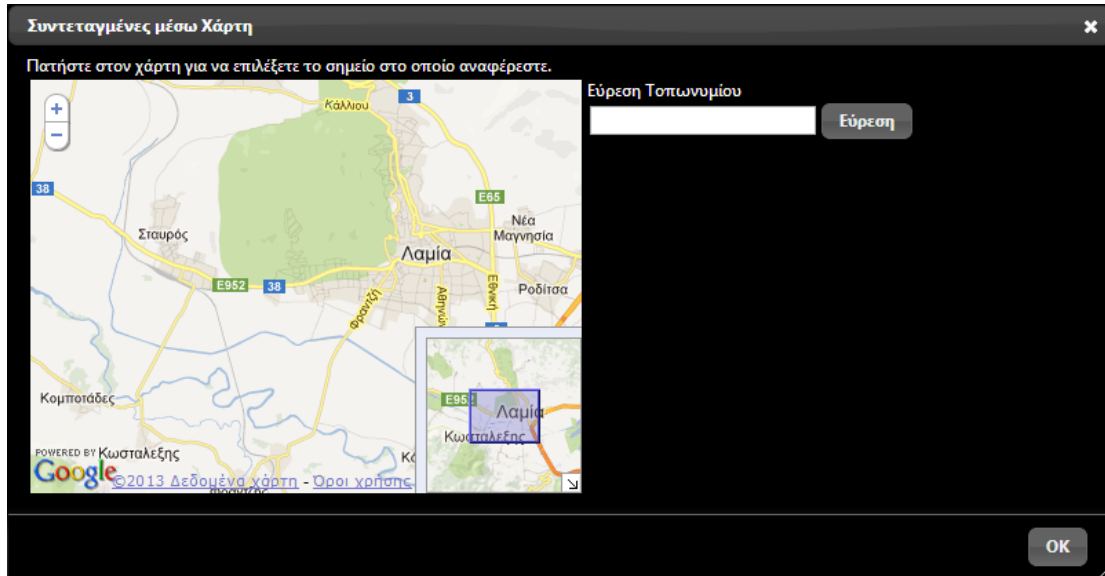 Συντεταγμένες μέσω Χάρτη
Πατήστε στον χάρτη για να επιλέξετε το σημείο στο οποίο αναφέρεστε.
Εύρεση Τοπωνυμίου
Εύρεση
Κάλλιου
3
38
E65
Νέα
Μαγνησία
Σταυρός
Λαμία
E952 38
Εθνική
Ροδίτσα
Φραντζή
Αθηνών
Κομποτάδες
Λαμία
Κωσταλεξης
POWERED BY
Κωσταλεξης
Google
©2013 Δεδομένα χάρτη - Όροι χρήσης
OK